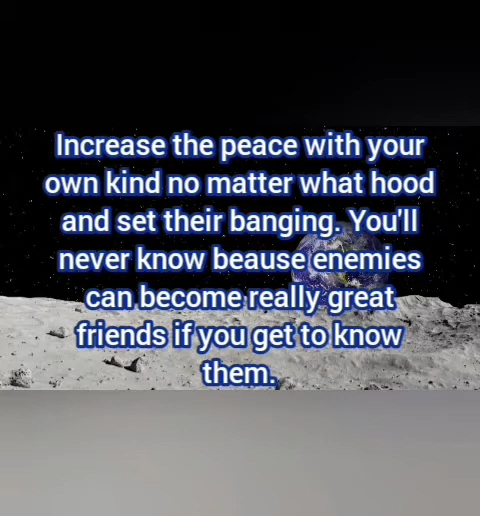 Increase the peace with your
own kind no matter what hood
and set their banging. You'll
never know beause enemies
can become really great
friends if you get to know
them.